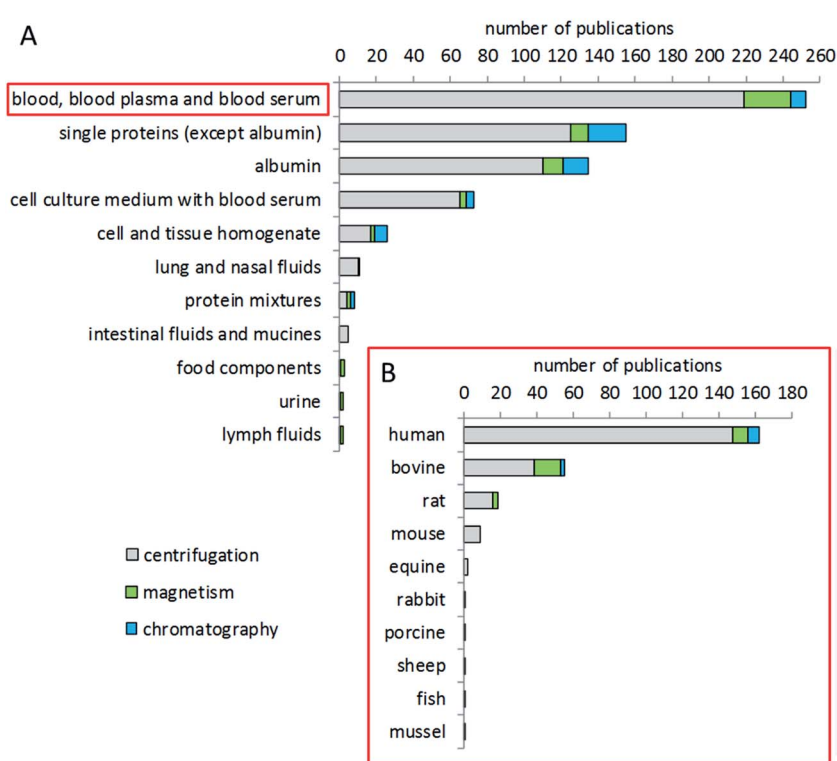 A
number of publications
0 20 40 60 80 100 120 140 160 180 200 220 240 260
blood, blood plasma and blood serum
single proteins (except albumin)
albumin
cell culture medium with blood serum
cell and tissue homogenate
lung and nasal fluids
protein mixtures
intestinal fluids and mucines
food components
urine
lymph fluids
centrifugation
magnetism
chromatography
B
number of publications
0 20 40 60 80 100 120 140 160 180
human
bovine
rat
mouse
equine
rabbit
porcine
sheep
fish
mussel